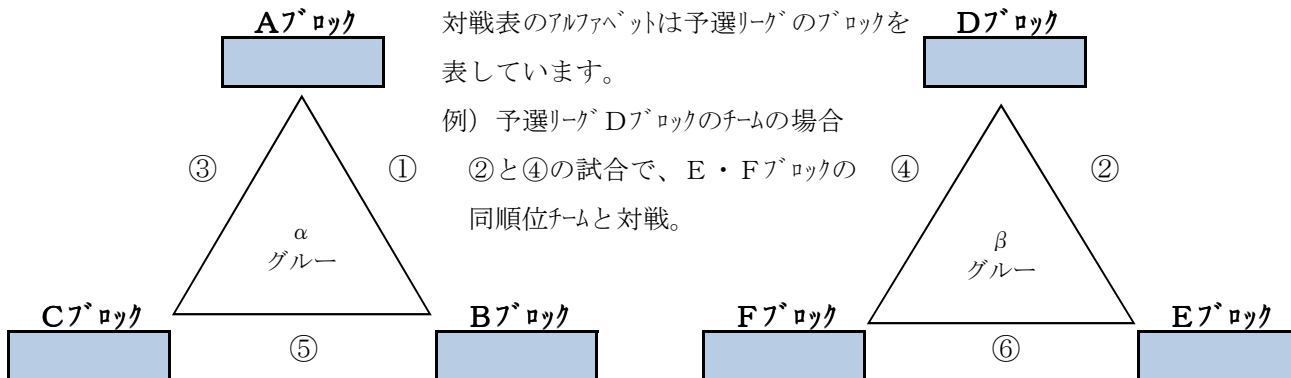 Aﾌﾞﾛｯｸ
対戦表のｱﾙﾌｧﾍﾞｯﾄは予選ﾘｰｸﾞのﾌﾞﾛｯｸを
表しています。
例）予選ﾘｰｸﾞDﾌﾞﾛｯｸのﾁｰﾑの場合
②と④の試合で、E・Fﾌﾞﾛｯｸの
同順位ﾁｰﾑと対戦。
Dﾌﾞﾛｯｸ
③
①
④
②
α
グルー
β
グルー
Cﾌﾞﾛｯｸ
Bﾌﾞﾛｯｸ
Fﾌﾞﾛｯｸ
Eﾌﾞﾛｯｸ
⑤
⑥